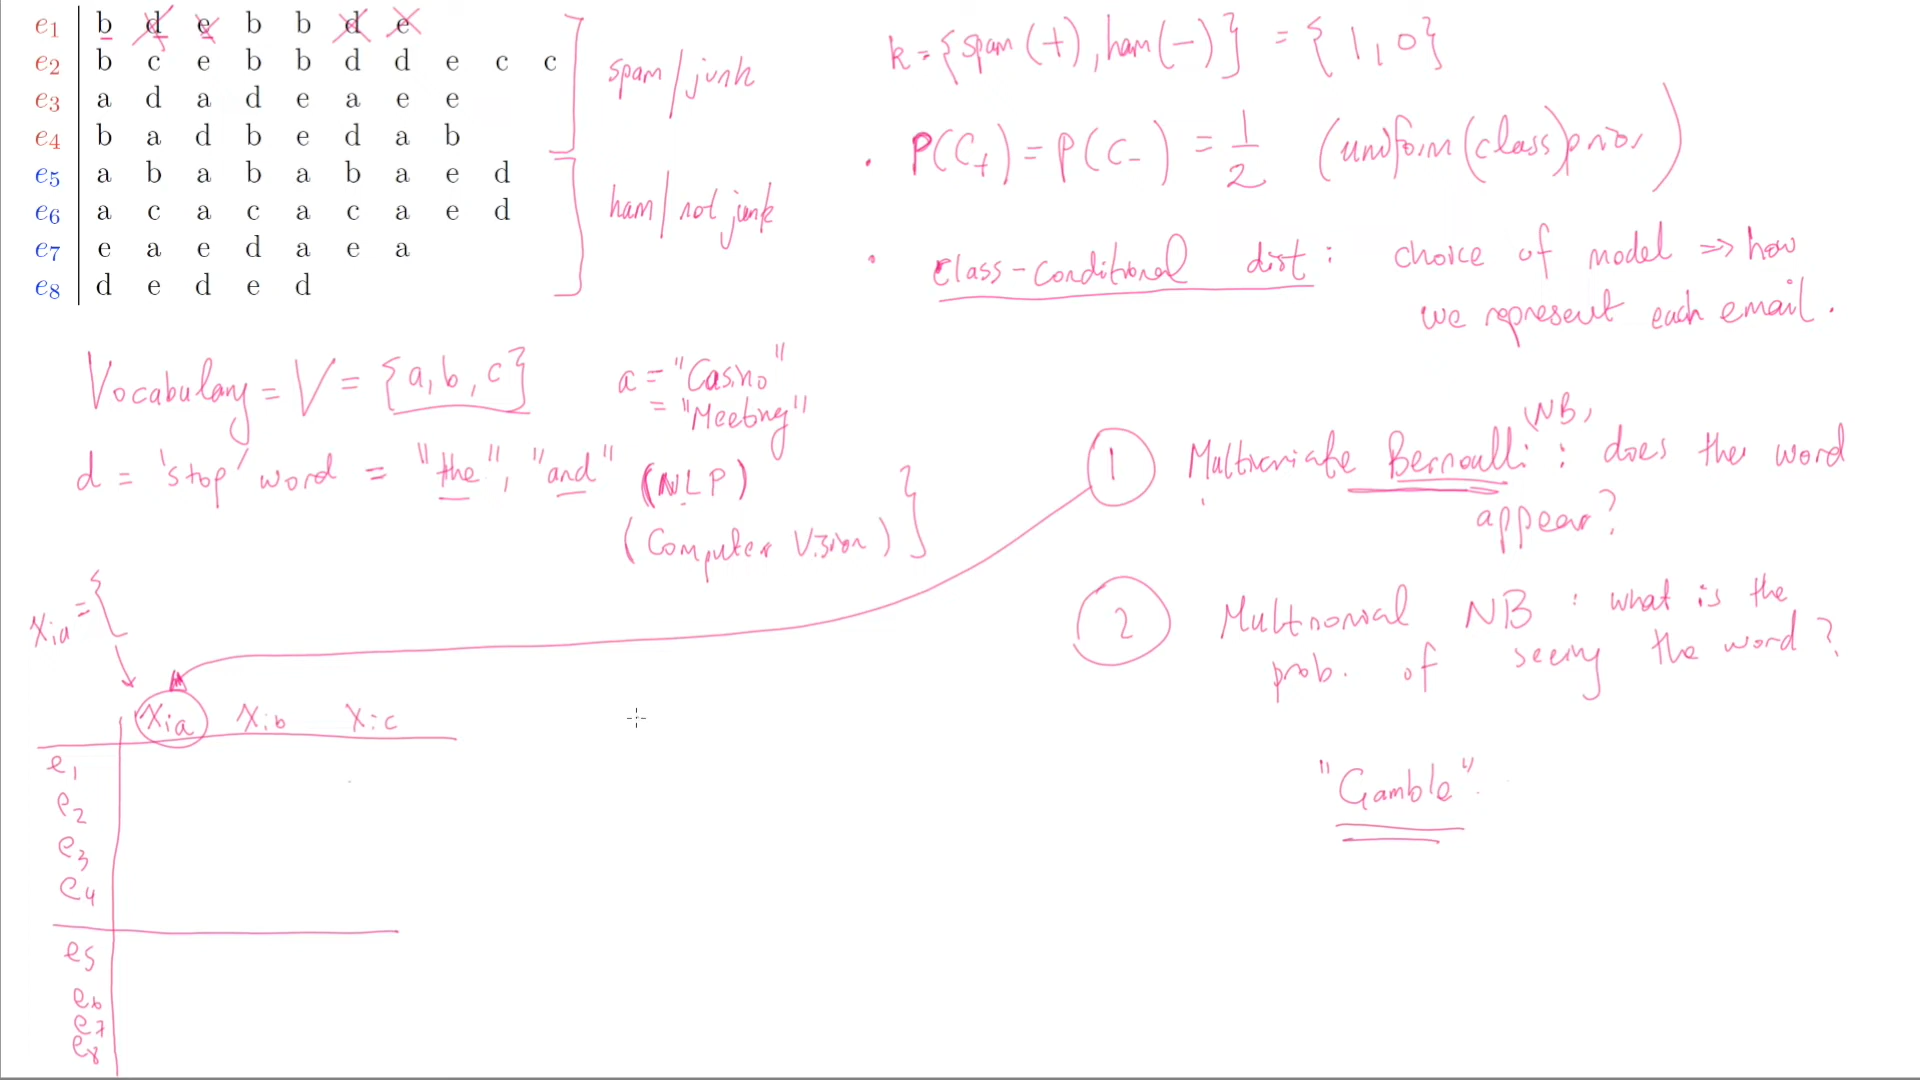 e1 b d e b b d e
e2 b c e b b d d e c c
e3 a d a d e a e e
e4 b a d b e d a b
e5 a b a b a b a e d
e6 a c a c a c a e d
e7 e a e d a e a
e8 d e d e d
spam/junk
ham/not junk
k = {spam (+), ham (-)} = {1, 0}
• P(C+) = P(C-) = 1/2 (uniform (class) prior)
• Class-conditional dist : choice of model => how
we represent each email.
Vocabulary = V = {a, b, c}
a = "Casino"
= "Meeting"
d = 'stop' word = "the", "and" (NLP)
(Computer Vision) }
1 Multivariate Bernoulli (NB) : does the word
appear?
2 Multinomial NB : what is the
prob. of seeing the word?
"Gamble"
Xia = {
Xia Xib Xic
e1
e2
e3
e4
e5
e6
e7
e8